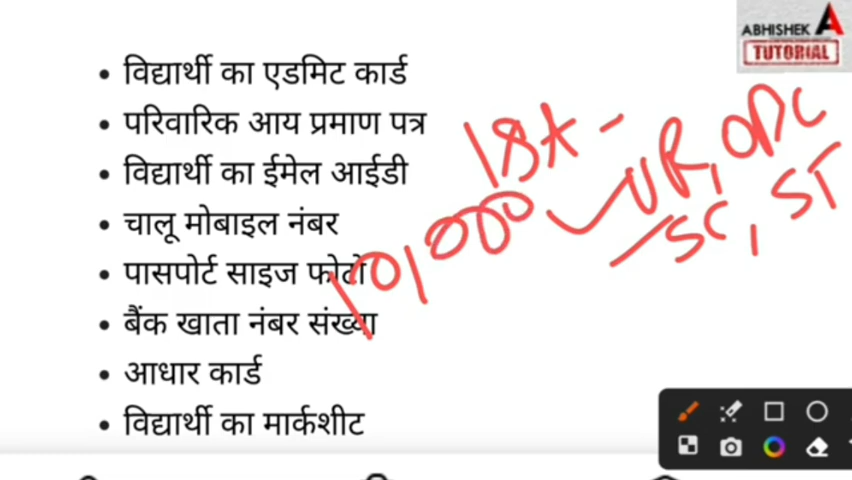 ABHISHEK A
TUTORIAL
विद्यार्थी का एडमिट कार्ड
परिवारिक आय प्रमाण पत्र
विद्यार्थी का ईमेल आईडी
चालू मोबाइल नंबर
पासपोर्ट साइज फोटो
बैंक खाता नंबर संख्या
आधार कार्ड
विद्यार्थी का मार्कशीट
1st -
10,000 UR, OBC
SC, ST